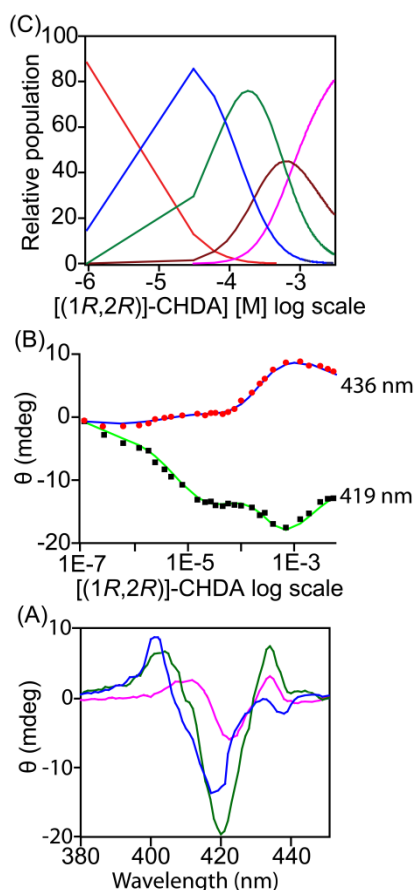 (C)
100
80
60
40
20
0
Relative population
-6 -5 -4 -3
[(1R,2R)]-CHDA] [M] log scale
(B)
10
0
-10
-20
θ (mdeg)
436 nm
419 nm
1E-7 1E-5 1E-3
[(1R,2R)]-CHDA log scale
(A)
10
0
-10
-20
θ (mdeg)
380 400 420 440
Wavelength (nm)